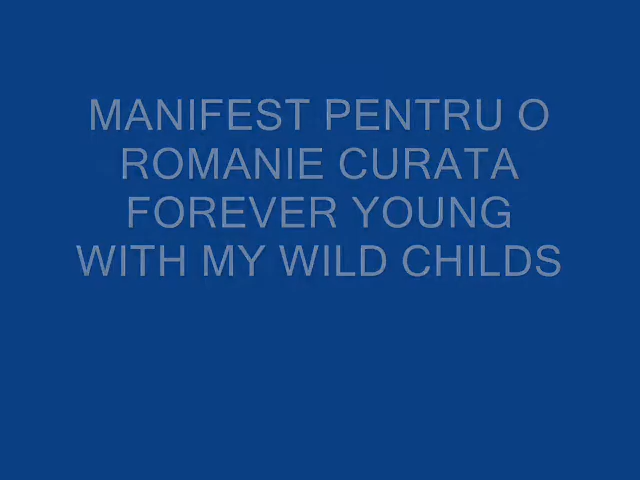 MANIFEST PENTRU O
ROMANIE CURATA
FOREVER YOUNG
WITH MY WILD CHILDS